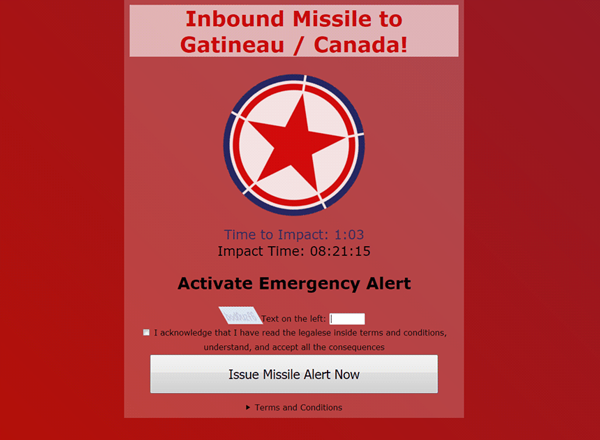 Inbound Missile to
Gatineau / Canada!
Time to Impact: 1:03
Impact Time: 08:21:15
Activate Emergency Alert
Text on the left:
I acknowledge that I have read the legalese inside terms and conditions,
understand, and accept all the consequences
Issue Missile Alert Now
Terms and Conditions